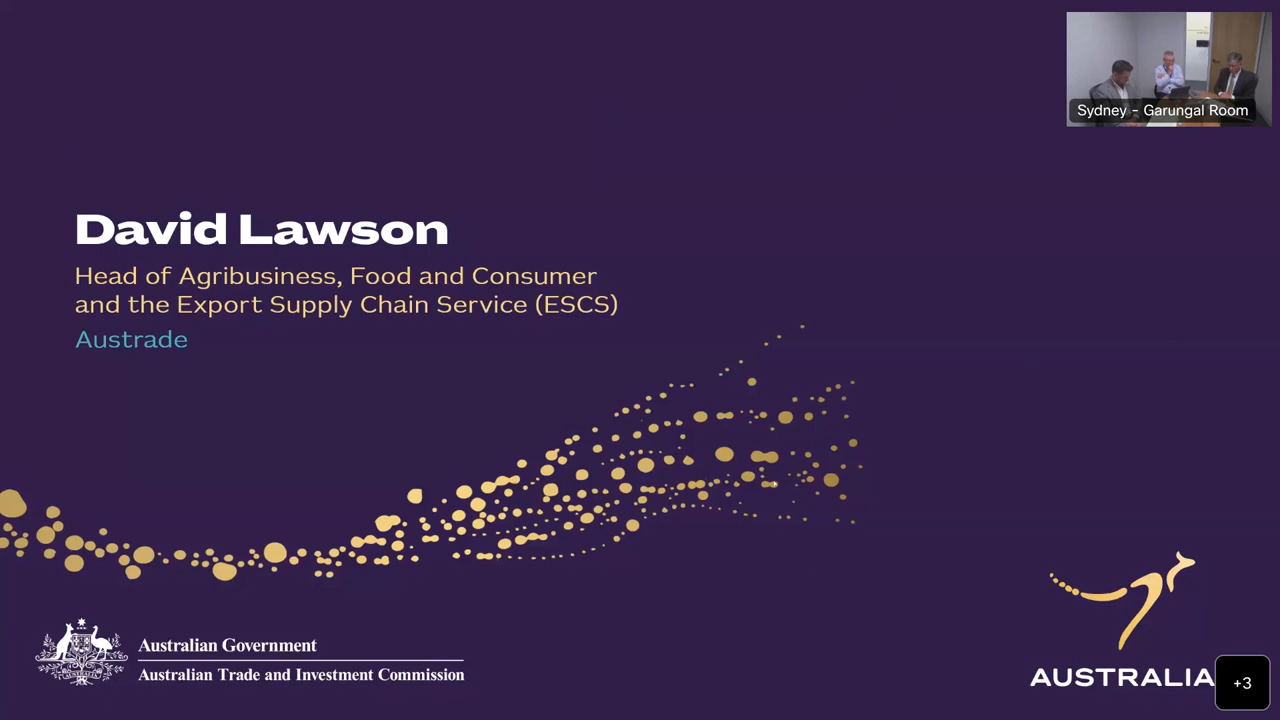 Sydney - Garungal Room
David Lawson
Head of Agribusiness, Food and Consumer
and the Export Supply Chain Service (ESCS)
Austrade
Australian Government
Australian Trade and Investment Commission
AUSTRALIA
+3